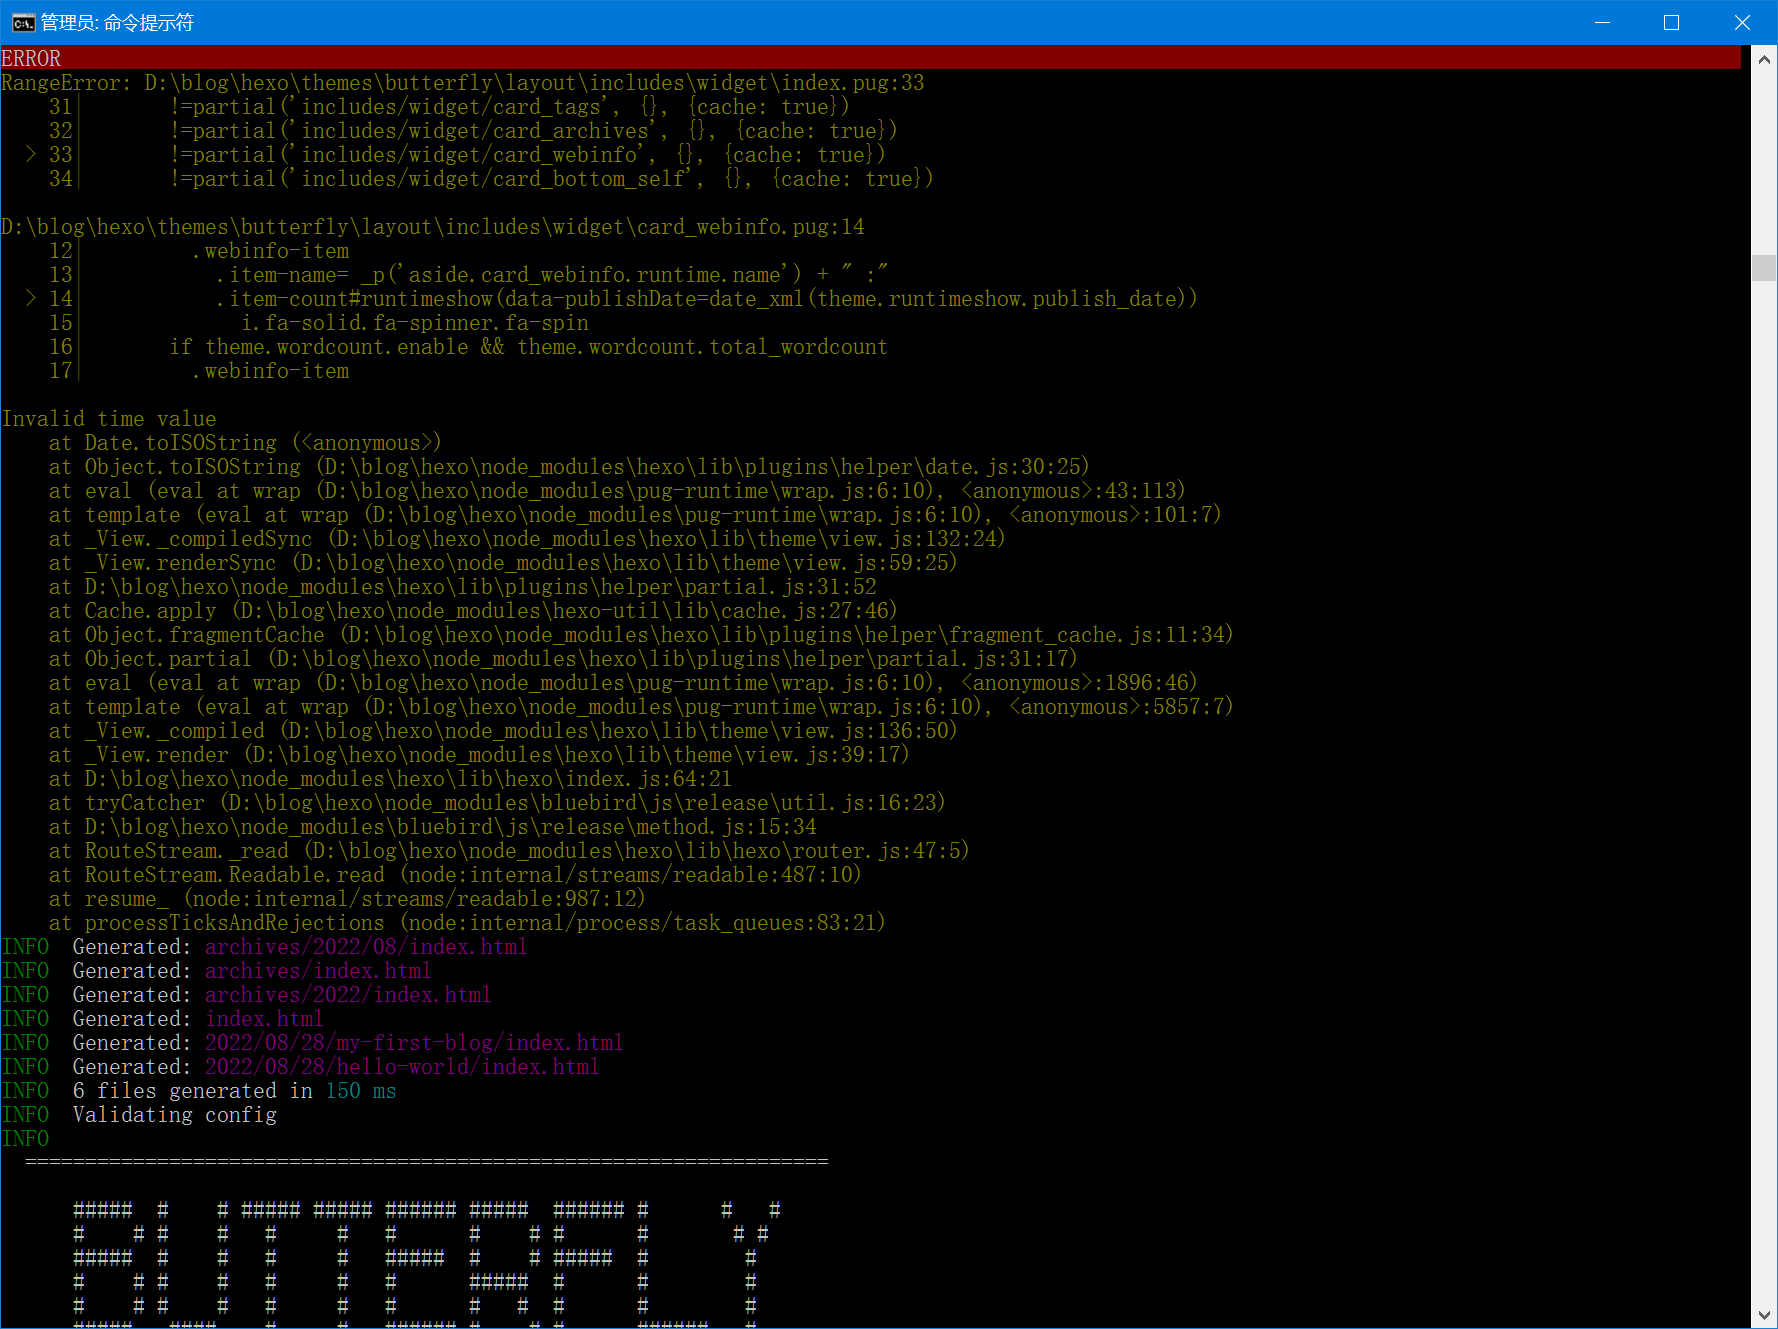 管理员: 命令提示符
ERROR
RangeError: D:\blog\hexo\themes\butterfly\layout\includes\widget\index.pug:33
    31|       !=partial('includes/widget/card_tags', {}, {cache: true})
    32|       !=partial('includes/widget/card_archives', {}, {cache: true})
  > 33|       !=partial('includes/widget/card_webinfo', {}, {cache: true})
    34|       !=partial('includes/widget/card_bottom_self', {}, {cache: true})
D:\blog\hexo\themes\butterfly\layout\includes\widget\card_webinfo.pug:14
    12|         .webinfo-item
    13|           .item-name= _p('aside.card_webinfo.runtime.name') + " :"
  > 14|           .item-count#runtimeshow(data-publishDate=date_xml(theme.runtimeshow.publish_date))
    15|             i.fa-solid.fa-spinner.fa-spin
    16|       if theme.wordcount.enable && theme.wordcount.total_wordcount
    17|         .webinfo-item
Invalid time value
    at Date.toISOString (<anonymous>)
    at Object.toISOString (D:\blog\hexo\node_modules\hexo\lib\plugins\helper\date.js:30:25)
    at eval (eval at wrap (D:\blog\hexo\node_modules\pug-runtime\wrap.js:6:10), <anonymous>:43:113)
    at template (eval at wrap (D:\blog\hexo\node_modules\pug-runtime\wrap.js:6:10), <anonymous>:101:7)
    at _View._compiledSync (D:\blog\hexo\node_modules\hexo\lib\theme\view.js:132:24)
    at _View.renderSync (D:\blog\hexo\node_modules\hexo\lib\theme\view.js:59:25)
    at D:\blog\hexo\node_modules\hexo\lib\plugins\helper\partial.js:31:52
    at Cache.apply (D:\blog\hexo\node_modules\hexo-util\lib\cache.js:27:46)
    at Object.fragmentCache (D:\blog\hexo\node_modules\hexo\lib\plugins\helper\fragment_cache.js:11:34)
    at Object.partial (D:\blog\hexo\node_modules\hexo\lib\plugins\helper\partial.js:31:17)
    at eval (eval at wrap (D:\blog\hexo\node_modules\pug-runtime\wrap.js:6:10), <anonymous>:1896:46)
    at template (eval at wrap (D:\blog\hexo\node_modules\pug-runtime\wrap.js:6:10), <anonymous>:5857:7)
    at _View._compiled (D:\blog\hexo\node_modules\hexo\lib\theme\view.js:136:50)
    at _View.render (D:\blog\hexo\node_modules\hexo\lib\theme\view.js:39:17)
    at D:\blog\hexo\node_modules\hexo\lib\hexo\index.js:64:21
    at tryCatcher (D:\blog\hexo\node_modules\bluebird\js\release\util.js:16:23)
    at D:\blog\hexo\node_modules\bluebird\js\release\method.js:15:34
    at RouteStream._read (D:\blog\hexo\node_modules\hexo\lib\hexo\router.js:47:5)
    at RouteStream.Readable.read (node:internal/streams/readable:487:10)
    at resume_ (node:internal/streams/readable:987:12)
    at processTicksAndRejections (node:internal/process/task_queues:83:21)
INFO  Generated: archives/2022/08/index.html
INFO  Generated: archives/index.html
INFO  Generated: archives/2022/index.html
INFO  Generated: index.html
INFO  Generated: 2022/08/28/my-first-blog/index.html
INFO  Generated: 2022/08/28/hello-world/index.html
INFO  6 files generated in 150 ms
INFO  Validating config
INFO
  ===================================================================
BUTTERFLY